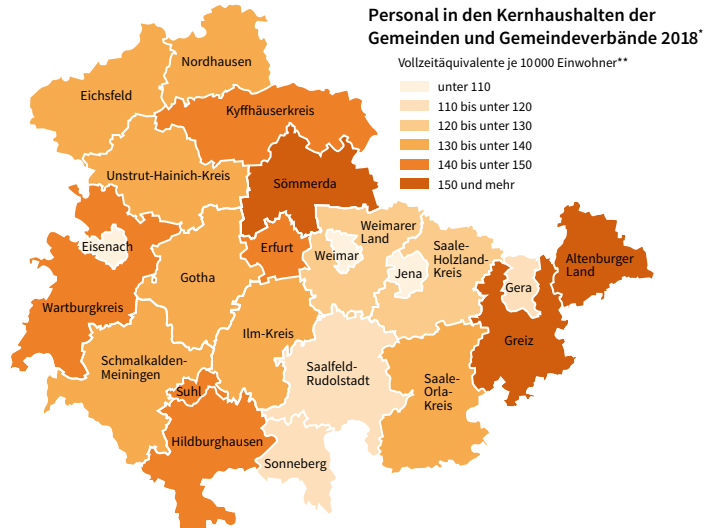 Personal in den Kernhaushalten der
Gemeinden und Gemeindeverbände 2018*
Vollzeitäquivalente je 10 000 Einwohner**
unter 110
110 bis unter 120
120 bis unter 130
130 bis unter 140
140 bis unter 150
150 und mehr
Nordhausen
Eichsfeld
Kyffhäuserkreis
Unstrut-Hainich-Kreis
Sömmerda
Eisenach
Erfurt
Weimarer
Land
Weimar
Saale-
Holzland-
Kreis
Jena
Gera
Altenburger
Land
Gotha
Wartburgkreis
Ilm-Kreis
Greiz
Schmalkalden-
Meiningen
Saalfeld-
Rudolstadt
Saale-
Orla-
Kreis
Suhl
Hildburghausen
Sonneberg